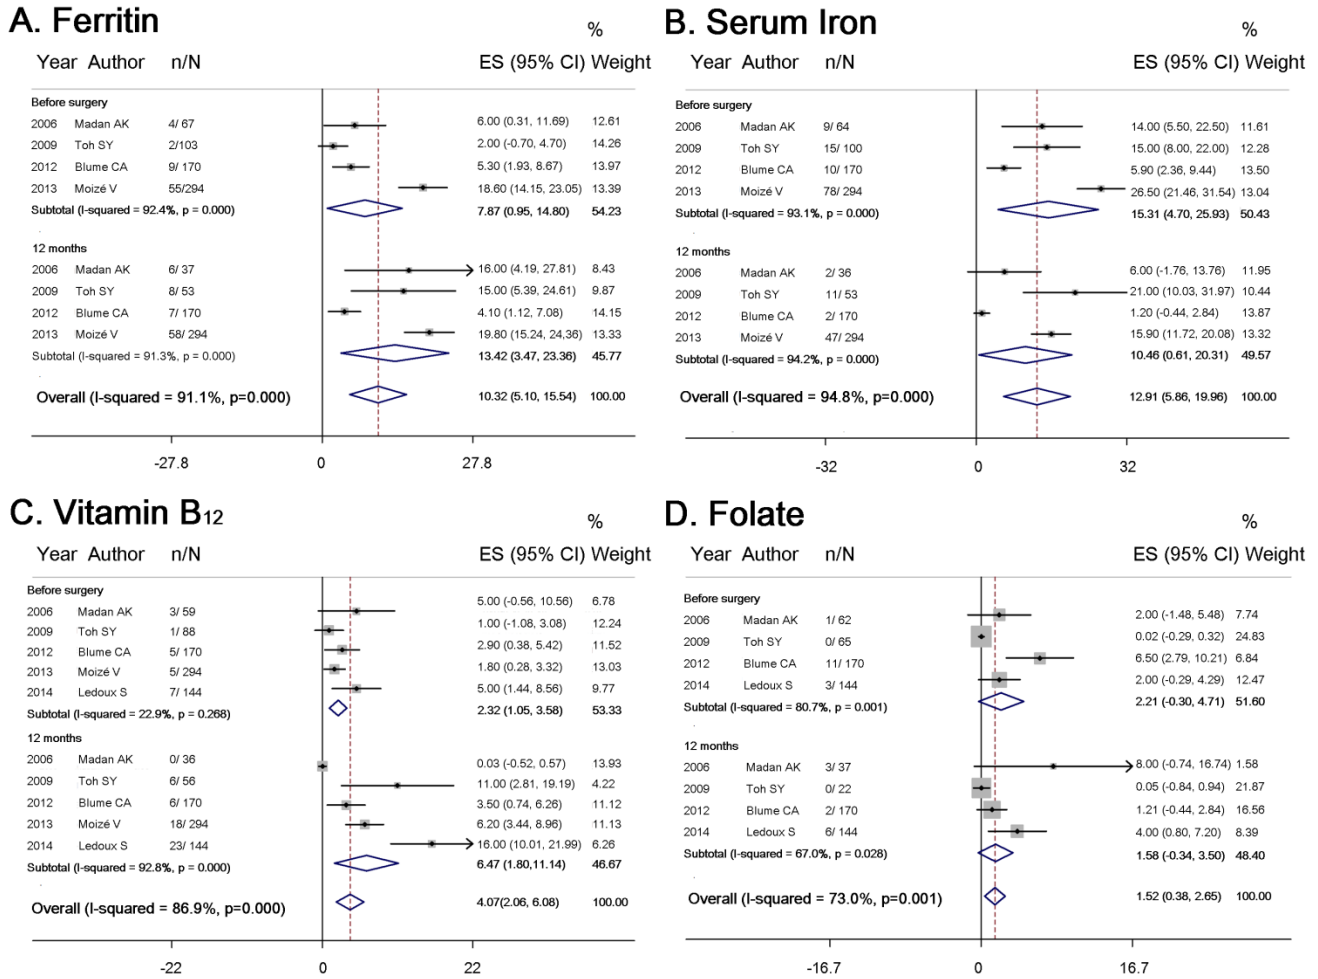 A. Ferritin
%
Year Author n/N ES (95% CI) Weight
Before surgery
2006 Madan AK 4/ 67 6.00 (0.31, 11.69) 12.61
2009 Toh SY 2/103 2.00 (-0.70, 4.70) 14.26
2012 Blume CA 9/ 170 5.30 (1.93, 8.67) 13.97
2013 Moizé V 55/294 18.60 (14.15, 23.05) 13.39
Subtotal (I-squared = 92.4%, p = 0.000) 7.87 (0.95, 14.80) 54.23
12 months
2006 Madan AK 6/ 37 16.00 (4.19, 27.81) 8.43
2009 Toh SY 8/ 53 15.00 (5.39, 24.61) 9.87
2012 Blume CA 7/ 170 4.10 (1.12, 7.08) 14.15
2013 Moizé V 58/ 294 19.80 (15.24, 24.36) 13.33
Subtotal (I-squared = 91.3%, p = 0.000) 13.42 (3.47, 23.36) 45.77
Overall (I-squared = 91.1%, p=0.000) 10.32 (5.10, 15.54) 100.00
-27.8 0 27.8
B. Serum Iron
%
Year Author n/N ES (95% CI) Weight
Before surgery
2006 Madan AK 9/ 64 14.00 (5.50, 22.50) 11.61
2009 Toh SY 15/ 100 15.00 (8.00, 22.00) 12.28
2012 Blume CA 10/ 170 5.90 (2.36, 9.44) 13.50
2013 Moizé V 78/ 294 26.50 (21.46, 31.54) 13.04
Subtotal (I-squared = 93.1%, p = 0.000) 15.31 (4.70, 25.93) 50.43
12 months
2006 Madan AK 2/ 36 6.00 (-1.76, 13.76) 11.95
2009 Toh SY 11/ 53 21.00 (10.03, 31.97) 10.44
2012 Blume CA 2/ 170 1.20 (-0.44, 2.84) 13.87
2013 Moizé V 47/ 294 15.90 (11.72, 20.08) 13.32
Subtotal (I-squared = 94.2%, p = 0.000) 10.46 (0.61, 20.31) 49.57
Overall (I-squared = 94.8%, p=0.000) 12.91 (5.86, 19.96) 100.00
-32 0 32
C. Vitamin B12
%
Year Author n/N ES (95% CI) Weight
Before surgery
2006 Madan AK 3/ 59 5.00 (-0.56, 10.56) 6.78
2009 Toh SY 1/ 88 1.00 (-1.08, 3.08) 12.24
2012 Blume CA 5/ 170 2.90 (0.38, 5.42) 11.52
2013 Moizé V 5/ 294 1.80 (0.28, 3.32) 13.03
2014 Ledoux S 7/ 144 5.00 (1.44, 8.56) 9.77
Subtotal (I-squared = 22.9%, p = 0.268) 2.32 (1.05, 3.58) 53.33
12 months
2006 Madan AK 0/ 36 0.03 (-0.52, 0.57) 13.93
2009 Toh SY 6/ 56 11.00 (2.81, 19.19) 4.22
2012 Blume CA 6/ 170 3.50 (0.74, 6.26) 11.12
2013 Moizé V 18/ 294 6.20 (3.44, 8.96) 11.13
2014 Ledoux S 23/ 144 16.00 (10.01, 21.99) 6.26
Subtotal (I-squared = 92.8%, p = 0.000) 6.47 (1.80,11.14) 46.67
Overall (I-squared = 86.9%, p=0.000) 4.07(2.06, 6.08) 100.00
-22 0 22
D. Folate
%
Year Author n/N ES (95% CI) Weight
Before surgery
2006 Madan AK 1/ 62 2.00 (-1.48, 5.48) 7.74
2009 Toh SY 0/ 65 0.02 (-0.29, 0.32) 24.83
2012 Blume CA 11/ 170 6.50 (2.79, 10.21) 6.84
2014 Ledoux S 3/ 144 2.00 (-0.29, 4.29) 12.47
Subtotal (I-squared = 80.7%, p = 0.001) 2.21 (-0.30, 4.71) 51.60
12 months
2006 Madan AK 3/ 37 8.00 (-0.74, 16.74) 1.58
2009 Toh SY 0/ 22 0.05 (-0.84, 0.94) 21.87
2012 Blume CA 2/ 170 1.21 (-0.44, 2.84) 16.56
2014 Ledoux S 6/ 144 4.00 (0.80, 7.20) 8.39
Subtotal (I-squared = 67.0%, p = 0.028) 1.58 (-0.34, 3.50) 48.40
Overall (I-squared = 73.0%, p=0.001) 1.52 (0.38, 2.65) 100.00
-16.7 0 16.7